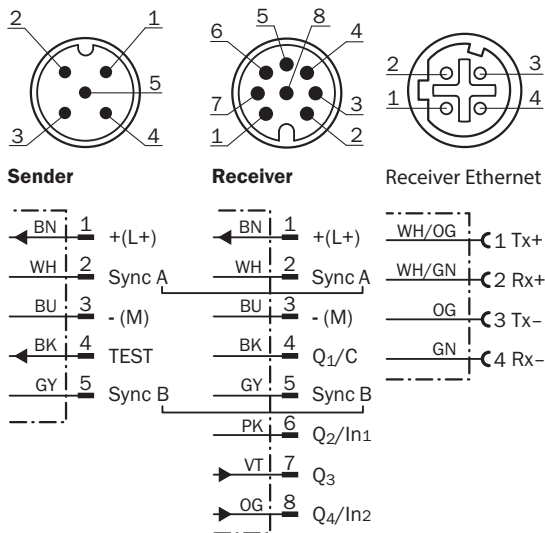 2 1
5
3 4
5 8
6 4
7 3
1 2
2 3
1 4
Sender
BN 1 +(L+)
WH 2 Sync A
BU 3 - (M)
BK 4 TEST
GY 5 Sync B
Receiver
BN 1 +(L+)
WH 2 Sync A
BU 3 - (M)
BK 4 Q1/C
GY 5 Sync B
PK 6 Q2/In1
VT 7 Q3
OG 8 Q4/In2
Receiver Ethernet
WH/OG 1 Tx+
WH/GN 2 Rx+
OG 3 Tx–
GN 4 Rx–